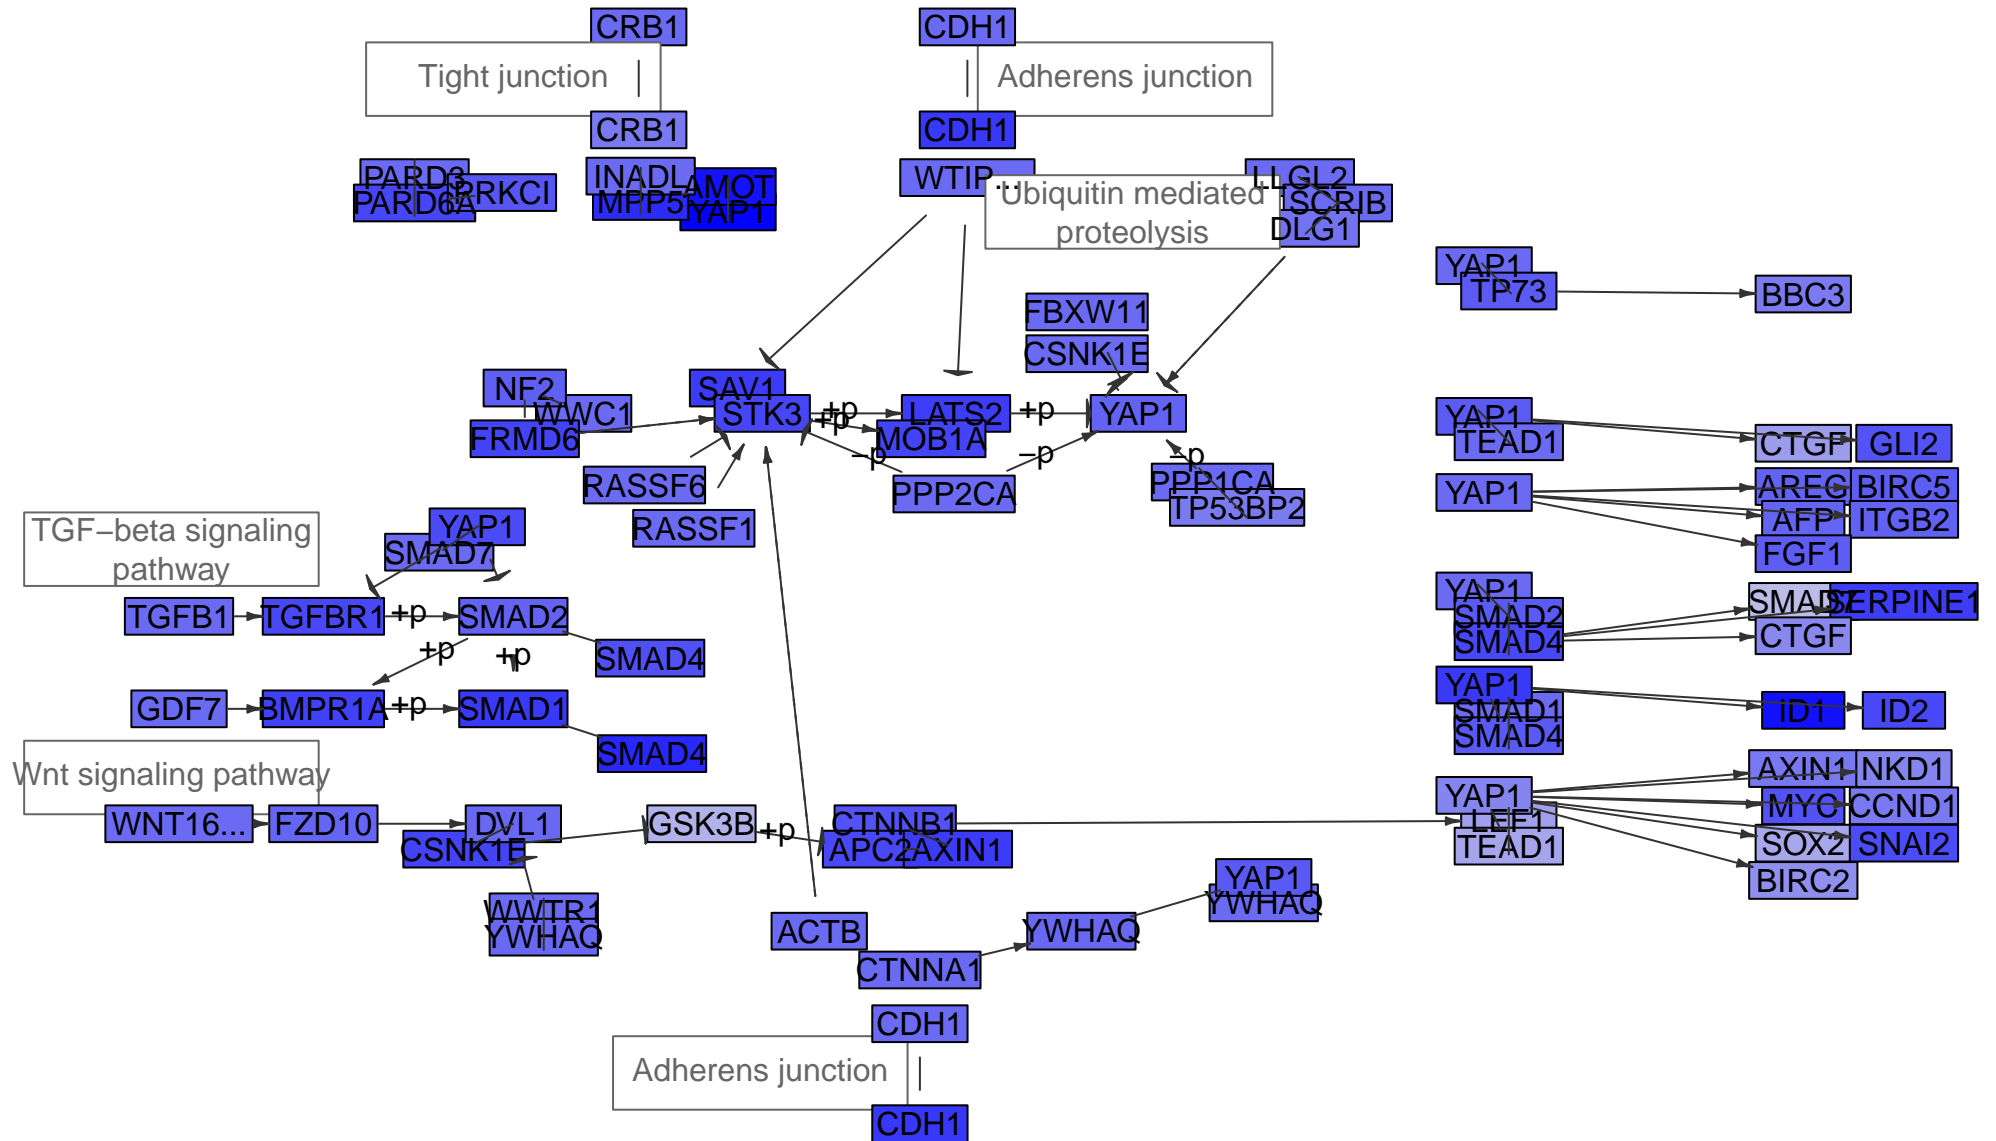 CRB1
CDH1
Tight junction
Adherens junction
CRB1
CDH1
PARD3
PRKCI
PARD6A
INADL
AMOT
MPP5
YAP1
WTIP...
LLGL2
Ubiquitin mediated
proteolysis
SCRIB
DLG1
YAP1
TP73
BBC3
FBXW11
CSNK1E
NF2
WWC1
FRMD6
SAV1
STK3
+p
+p
LATS2
MOB1A
+p
YAP1
−p
−p
−p
RASSF6
RASSF1
PPP2CA
PPP1CA
TP53BP2
YAP1
TEAD1
CTGF
GLI2
YAP1
AREG
BIRC5
AFP
ITGB2
FGF1
TGF−beta signaling
pathway
YAP1
SMAD7
TGFB1
TGFBR1
+p
SMAD2
+p
+p
SMAD4
GDF7
BMPR1A
+p
SMAD1
SMAD4
YAP1
SMAD2
SMAD4
SMAD7
SERPINE1
CTGF
YAP1
SMAD1
SMAD4
ID1
ID2
Wnt signaling pathway
WNT16...
FZD10
DVL1
CSNK1E
GSK3B
+p
CTNNB1
APC2
AXIN1
YAP1
LEF1
TEAD1
AXIN1
NKD1
MYC
CCND1
SOX2
SNAI2
BIRC2
WWTR1
YWHAQ
ACTB
CTNNA1
YWHAQ
YAP1
YWHAQ
CDH1
Adherens junction
CDH1